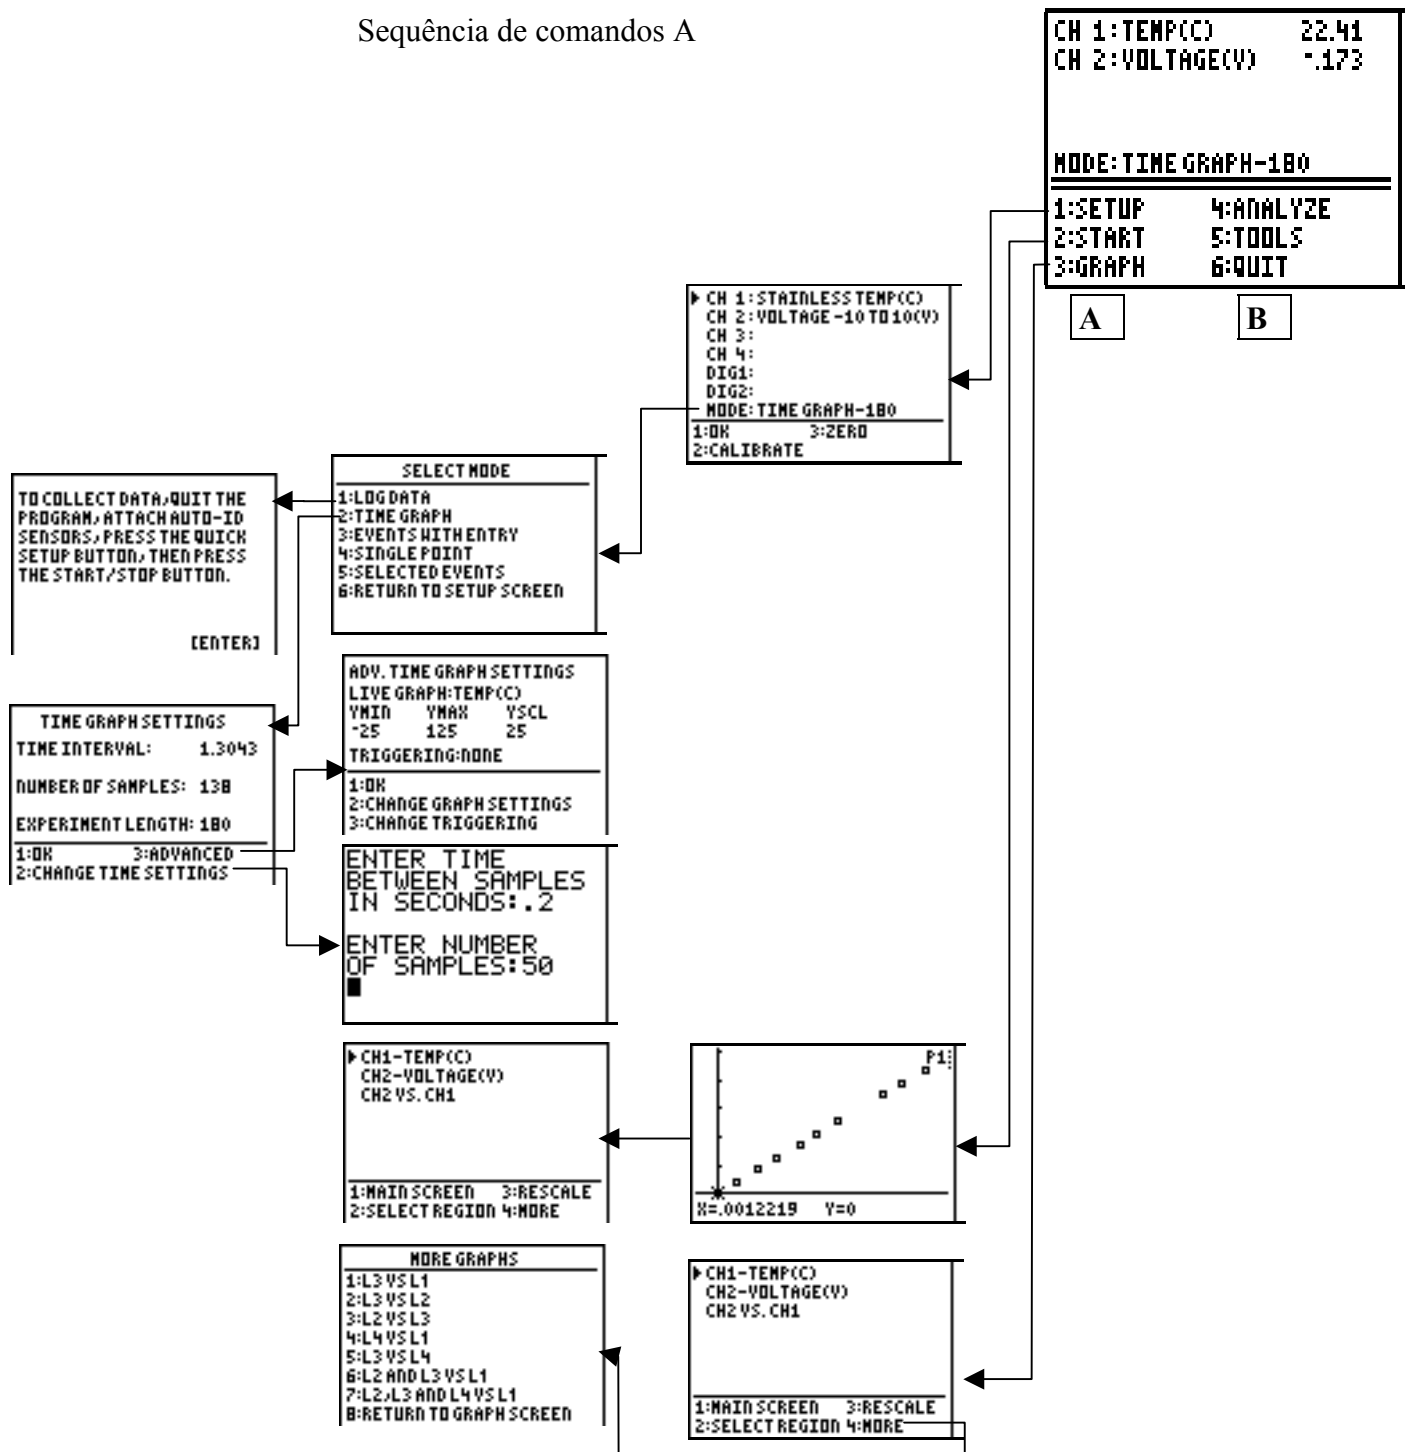 Sequência de comandos A
CH 1:TEMP(C) 22.41
CH 2:VOLTAGE(V) -.173
MODE:TIME GRAPH-180
1:SETUP 4:ANALYZE
2:START 5:TOOLS
3:GRAPH 6:QUIT
A B
CH 1:STAINLESS TEMP(C)
CH 2:VOLTAGE -10 TO 10(V)
CH 3:
CH 4:
DIG1:
DIG2:
MODE:TIME GRAPH-180
1:OK 3:ZERO
2:CALIBRATE
SELECT MODE
1:LOG DATA
2:TIME GRAPH
3:EVENTS WITH ENTRY
4:SINGLE POINT
5:SELECTED EVENTS
6:RETURN TO SETUP SCREEN
TO COLLECT DATA, QUIT THE
PROGRAM, ATTACH AUTO-ID
SENSORS, PRESS THE QUICK
SETUP BUTTON, THEN PRESS
THE START/STOP BUTTON.
[ENTER]
ADV. TIME GRAPH SETTINGS
LIVE GRAPH:TEMP(C)
YMIN YMAX YSCL
-25 125 25
TRIGGERING:NONE
1:OK
2:CHANGE GRAPH SETTINGS
3:CHANGE TRIGGERING
TIME GRAPH SETTINGS
TIME INTERVAL: 1.3043
NUMBER OF SAMPLES: 138
EXPERIMENT LENGTH: 180
1:OK 3:ADVANCED
2:CHANGE TIME SETTINGS
ENTER TIME
BETWEEN SAMPLES
IN SECONDS:.2
ENTER NUMBER
OF SAMPLES:50
CH1-TEMP(C)
CH2-VOLTAGE(V)
CH2 VS. CH1
1:MAIN SCREEN 3:RESCALE
2:SELECT REGION 4:MORE
P1
X=.0012219 Y=0
MORE GRAPHS
1:L3 VS L1
2:L3 VS L2
3:L2 VS L3
4:L4 VS L1
5:L3 VS L4
6:L2 AND L3 VS L1
7:L2,L3 AND L4 VS L1
8:RETURN TO GRAPH SCREEN
CH1-TEMP(C)
CH2-VOLTAGE(V)
CH2 VS. CH1
1:MAIN SCREEN 3:RESCALE
2:SELECT REGION 4:MORE